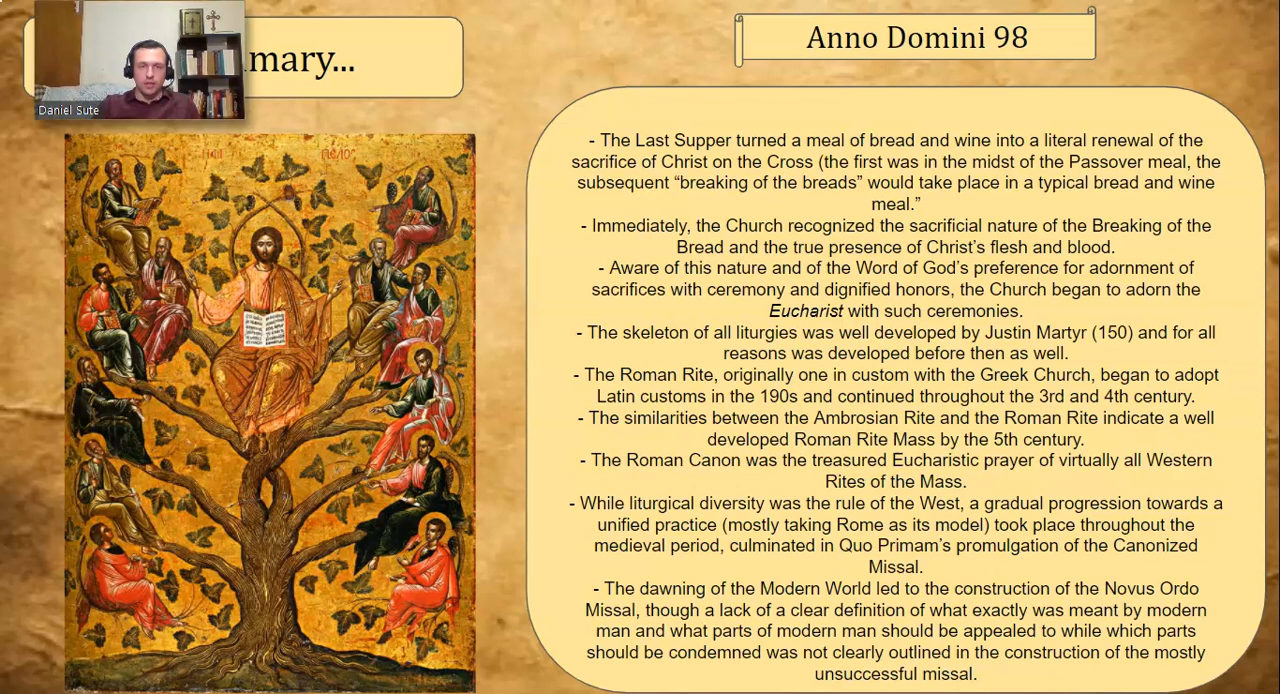 mary...
Daniel Sute
Anno Domini 98
- The Last Supper turned a meal of bread and wine into a literal renewal of the
sacrifice of Christ on the Cross (the first was in the midst of the Passover meal, the
subsequent “breaking of the breads” would take place in a typical bread and wine
meal.”
- Immediately, the Church recognized the sacrificial nature of the Breaking of the
Bread and the true presence of Christ’s flesh and blood.
- Aware of this nature and of the Word of God’s preference for adornment of
sacrifices with ceremony and dignified honors, the Church began to adorn the
Eucharist with such ceremonies.
- The skeleton of all liturgies was well developed by Justin Martyr (150) and for all
reasons was developed before then as well.
- The Roman Rite, originally one in custom with the Greek Church, began to adopt
Latin customs in the 190s and continued throughout the 3rd and 4th century.
- The similarities between the Ambrosian Rite and the Roman Rite indicate a well
developed Roman Rite Mass by the 5th century.
- The Roman Canon was the treasured Eucharistic prayer of virtually all Western
Rites of the Mass.
- While liturgical diversity was the rule of the West, a gradual progression towards a
unified practice (mostly taking Rome as its model) took place throughout the
medieval period, culminated in Quo Primam’s promulgation of the Canonized
Missal.
- The dawning of the Modern World led to the construction of the Novus Ordo
Missal, though a lack of a clear definition of what exactly was meant by modern
man and what parts of modern man should be appealed to while which parts
should be condemned was not clearly outlined in the construction of the mostly
unsuccessful missal.